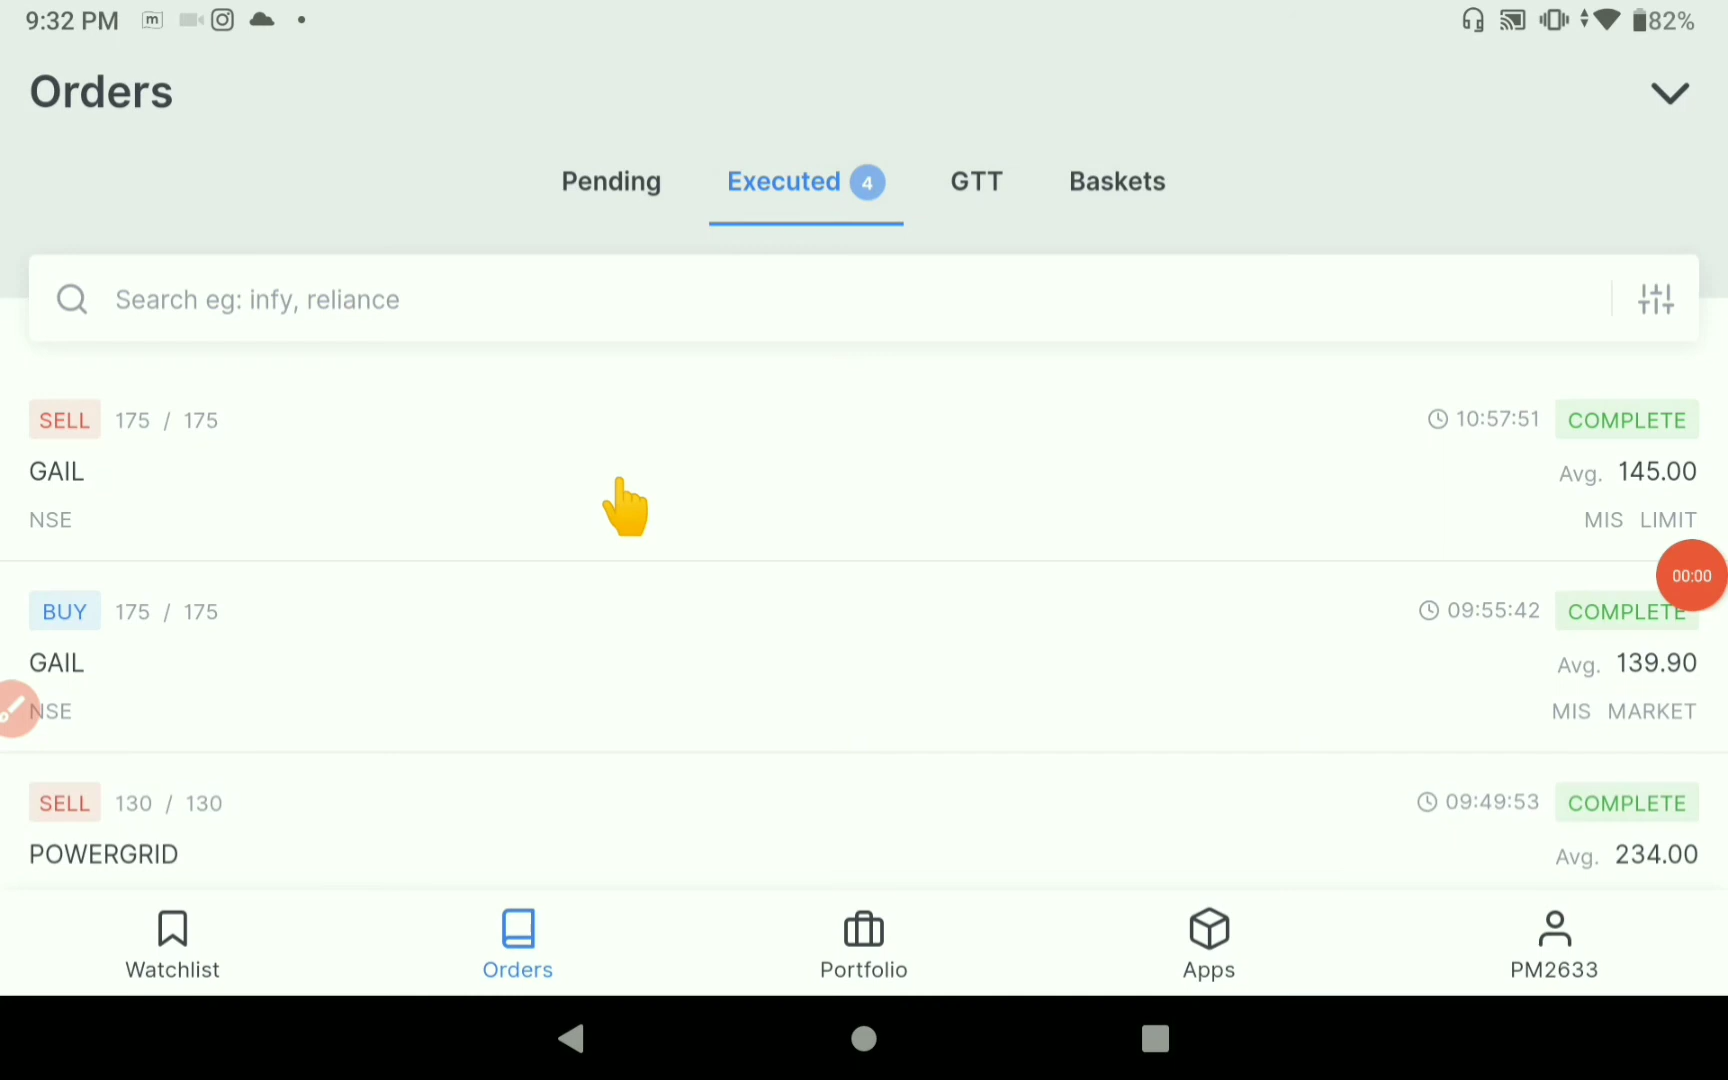 9:32 PM m 82%
Orders
Pending Executed 4 GTT Baskets
Search eg: infy, reliance
SELL 175 / 175 10:57:51 COMPLETE
GAIL Avg. 145.00
NSE MIS LIMIT
00:00
BUY 175 / 175 09:55:42 COMPLETE
GAIL Avg. 139.90
NSE MIS MARKET
SELL 130 / 130 09:49:53 COMPLETE
POWERGRID Avg. 234.00
Watchlist Orders Portfolio Apps PM2633